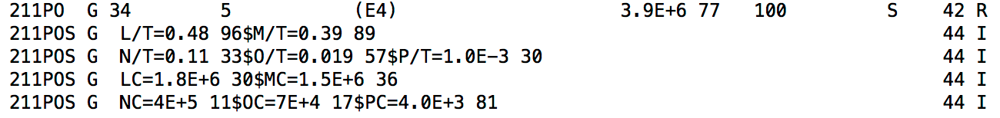 211PO  G 34        5          (E4)                   3.9E+6 77   100         S    42 R
211POS G  L/T=0.48 96$M/T=0.39 89                                                 44 I
211POS G  N/T=0.11 33$O/T=0.019 57$P/T=1.0E-3 30                                  44 I
211POS G  LC=1.8E+6 30$MC=1.5E+6 36                                               44 I
211POS G  NC=4E+5 11$OC=7E+4 17$PC=4.0E+3 81                                      44 I